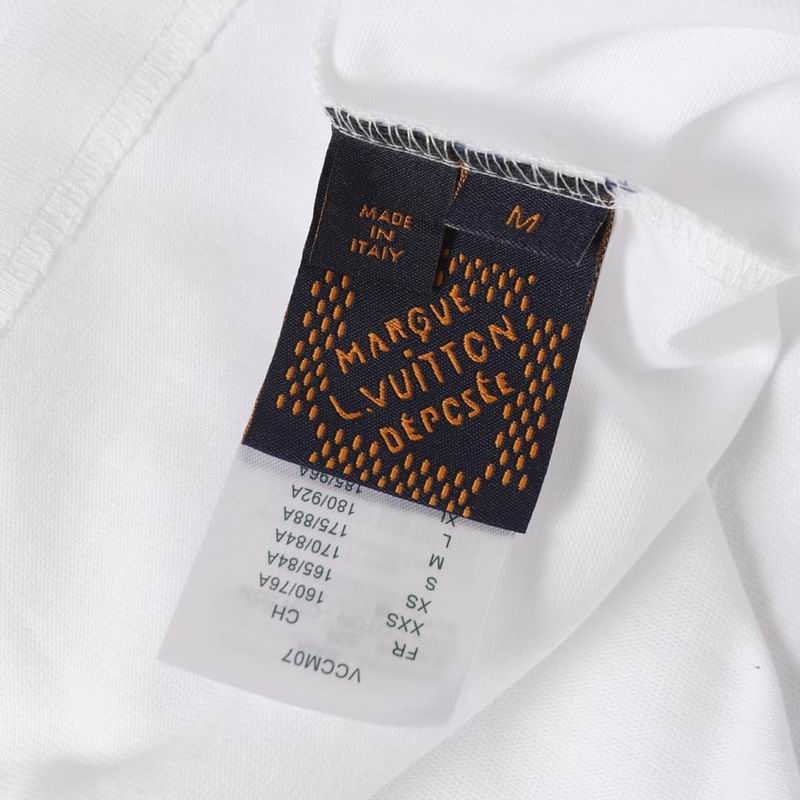 MADE
IN
ITALY
M
MARQUE
L.VUITTON
DÉPOSÉE
VCCM07
FR CH
XXS 160/76A
XS 165/84A
S 170/84A
M 175/88A
L 180/92A
XL 185/96A